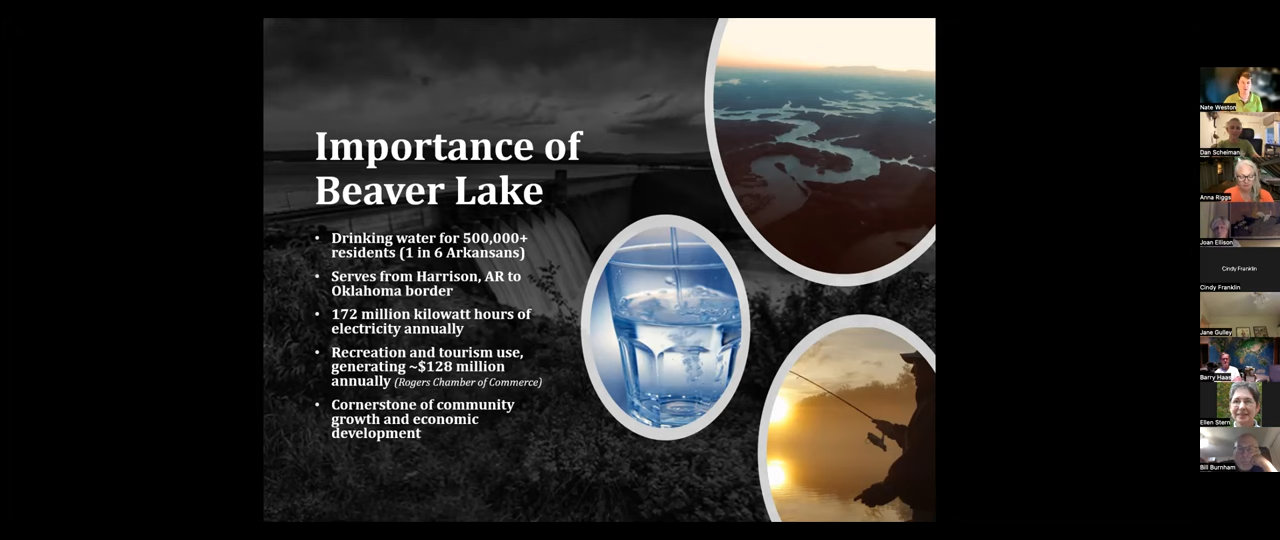 Importance of
Beaver Lake
• Drinking water for 500,000+
residents (1 in 6 Arkansans)
• Serves from Harrison, AR to
Oklahoma border
• 172 million kilowatt hours of
electricity annually
• Recreation and tourism use,
generating ~$128 million
annually (Rogers Chamber of Commerce)
• Cornerstone of community
growth and economic
development
Nate Weston
Dan Scheiman
Anna Riggs
Joan Ellison
Cindy Franklin
Cindy Franklin
Jane Gulley
Barry Haas
Ellen Stern
Bill Burnham